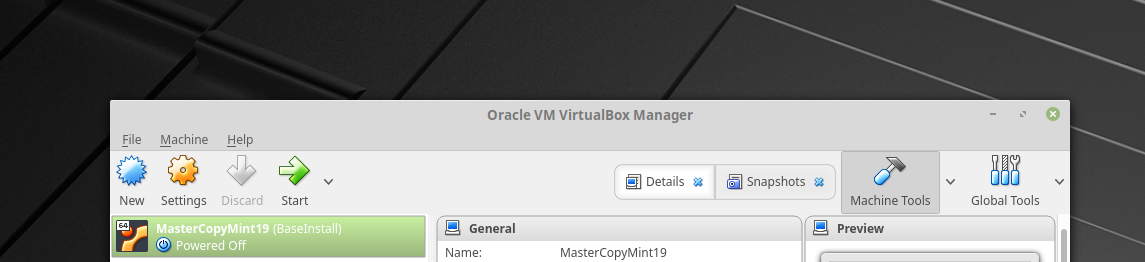 Oracle VM VirtualBox Manager
File Machine Help
New Settings Discard Start Details Snapshots Machine Tools Global Tools
64 MasterCopyMint19 (BaseInstall)
Powered Off
General
Name: MasterCopyMint19
Preview